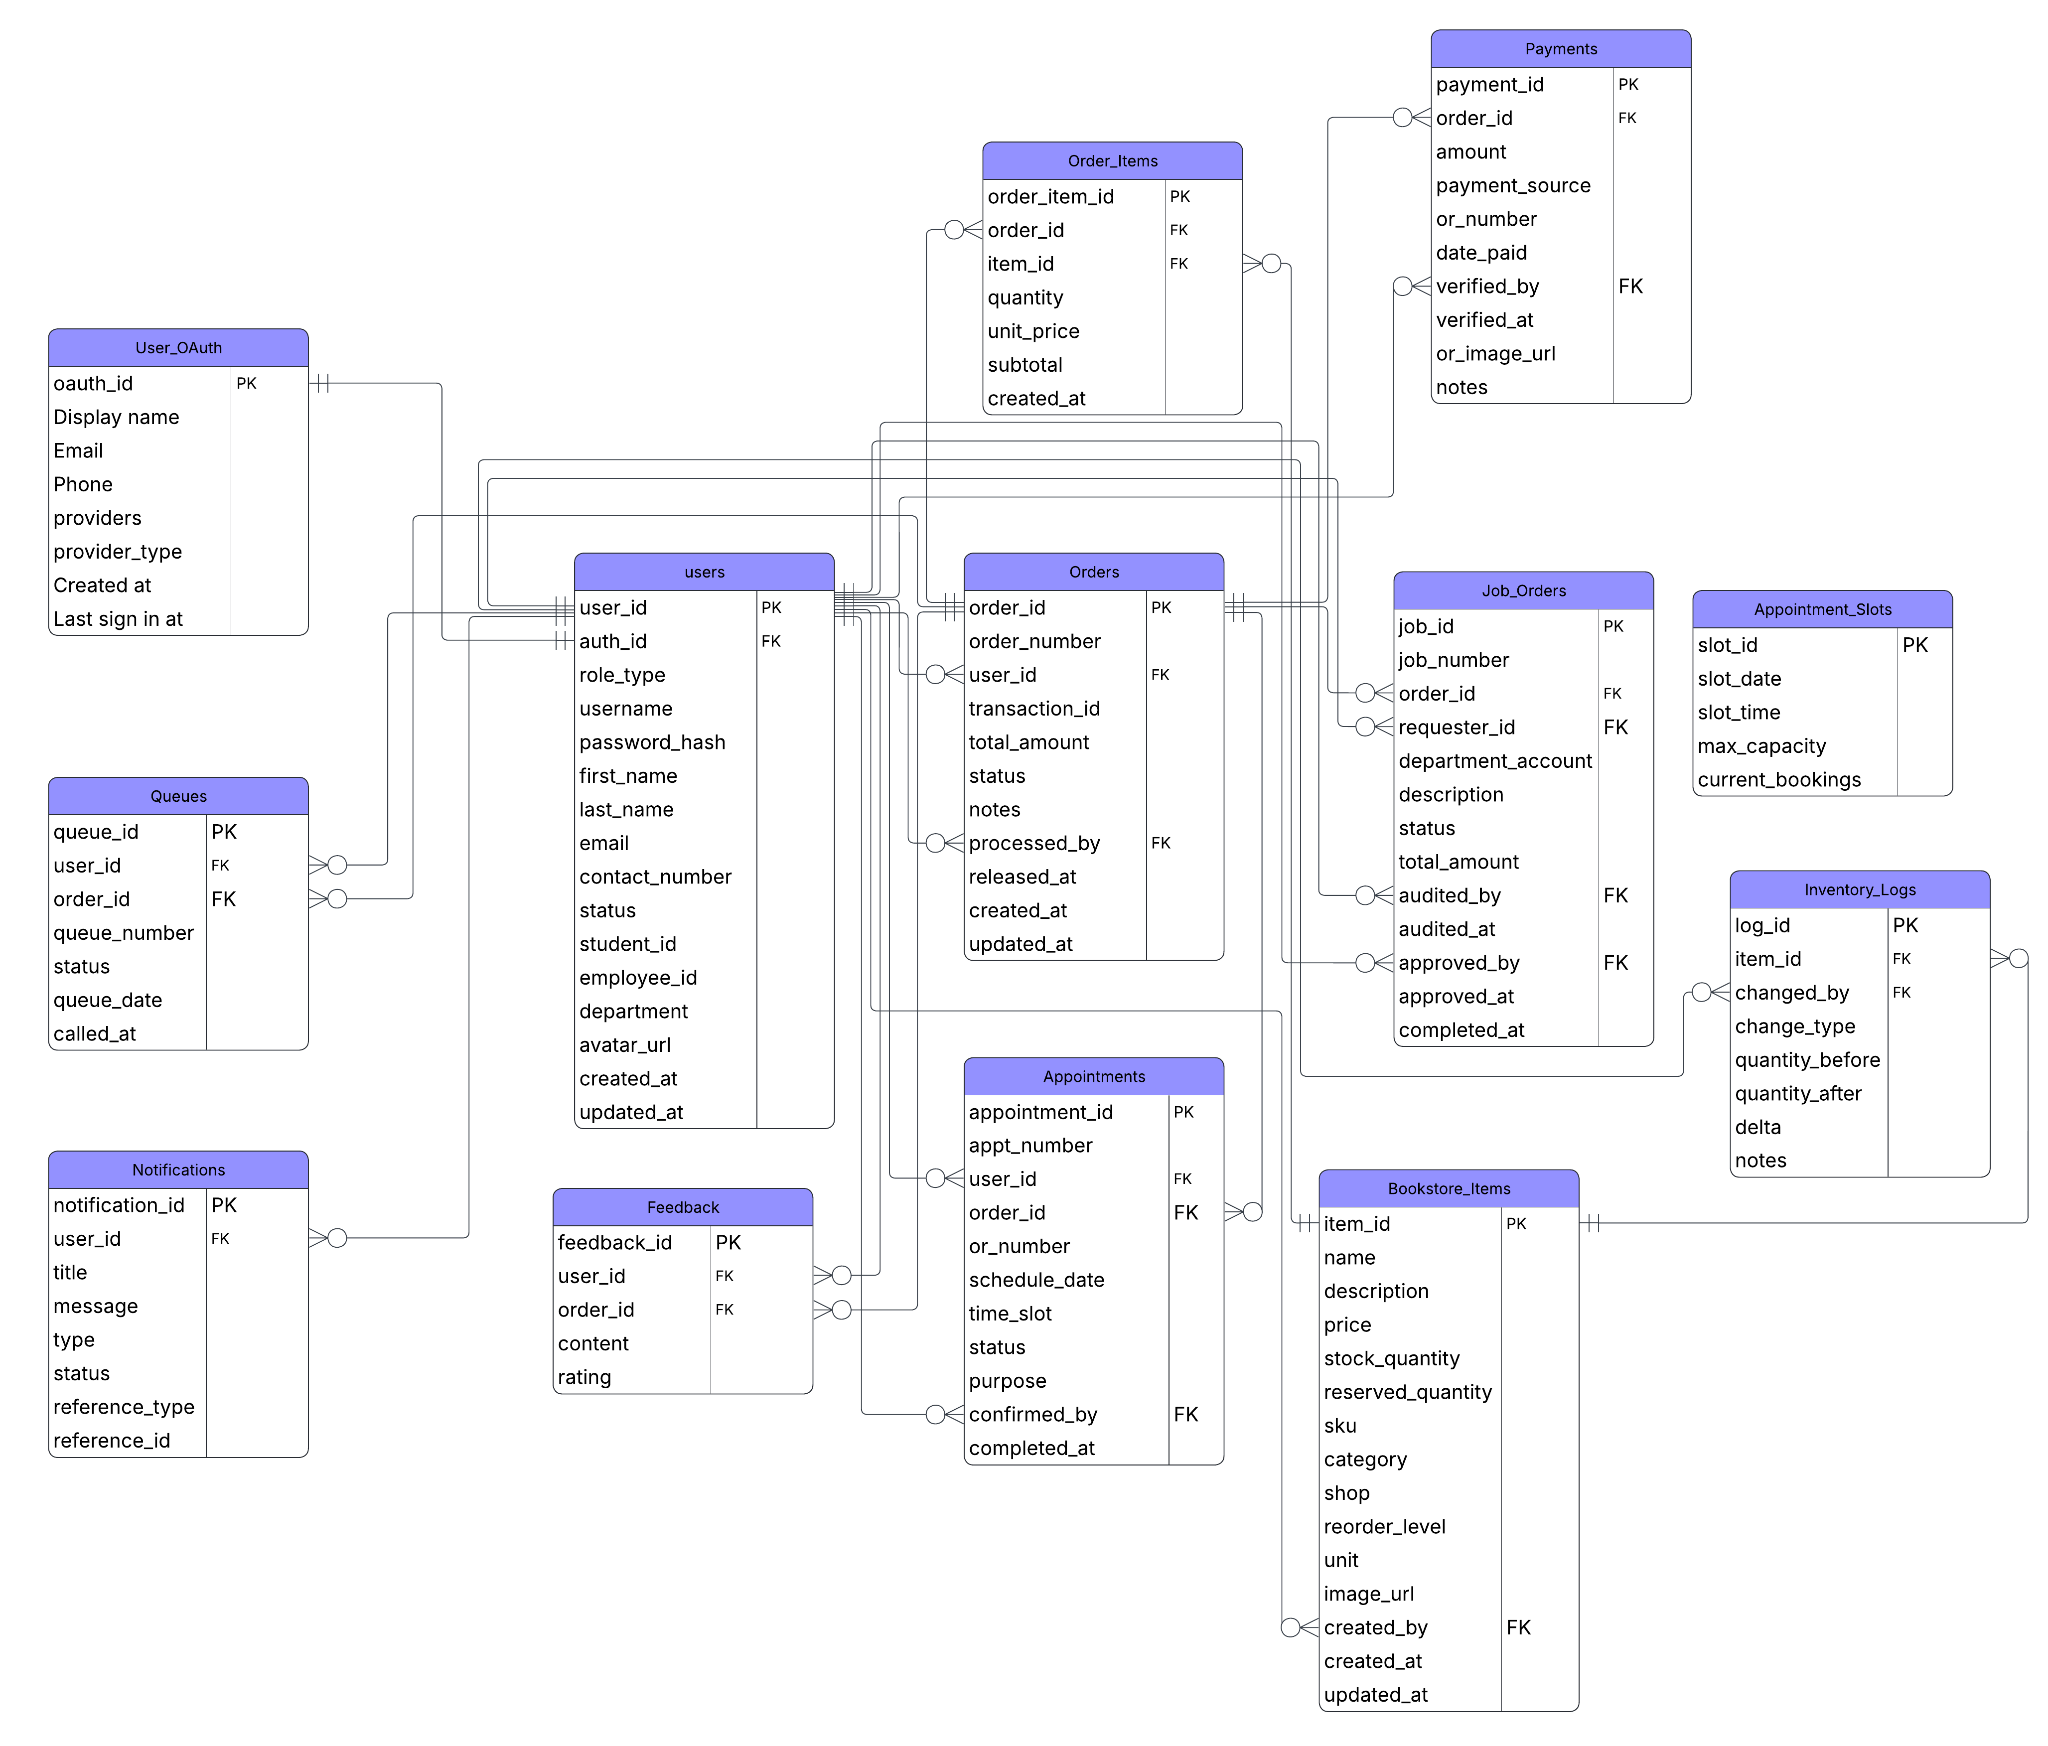 Payments
payment_id PK
order_id FK
amount
payment_source
or_number
date_paid
verified_by FK
verified_at
or_image_url
notes
Order_Items
order_item_id PK
order_id FK
item_id FK
quantity
unit_price
subtotal
created_at
User_OAuth
oauth_id PK
Display name
Email
Phone
providers
provider_type
Created at
Last sign in at
users
user_id PK
auth_id FK
role_type
username
password_hash
first_name
last_name
email
contact_number
status
student_id
employee_id
department
avatar_url
created_at
updated_at
Orders
order_id PK
order_number
user_id FK
transaction_id
total_amount
status
notes
processed_by FK
released_at
created_at
updated_at
Job_Orders
job_id PK
job_number
order_id FK
requester_id FK
department_account
description
status
total_amount
audited_by FK
audited_at
approved_by FK
approved_at
completed_at
Appointment_Slots
slot_id PK
slot_date
slot_time
max_capacity
current_bookings
Queues
queue_id PK
user_id FK
order_id FK
queue_number
status
queue_date
called_at
Inventory_Logs
log_id PK
item_id FK
changed_by FK
change_type
quantity_before
quantity_after
delta
notes
Notifications
notification_id PK
user_id FK
title
message
type
status
reference_type
reference_id
Feedback
feedback_id PK
user_id FK
order_id FK
content
rating
Appointments
appointment_id PK
appt_number
user_id FK
order_id FK
or_number
schedule_date
time_slot
status
purpose
confirmed_by FK
completed_at
Bookstore_Items
item_id PK
name
description
price
stock_quantity
reserved_quantity
sku
category
shop
reorder_level
unit
image_url
created_by FK
created_at
updated_at